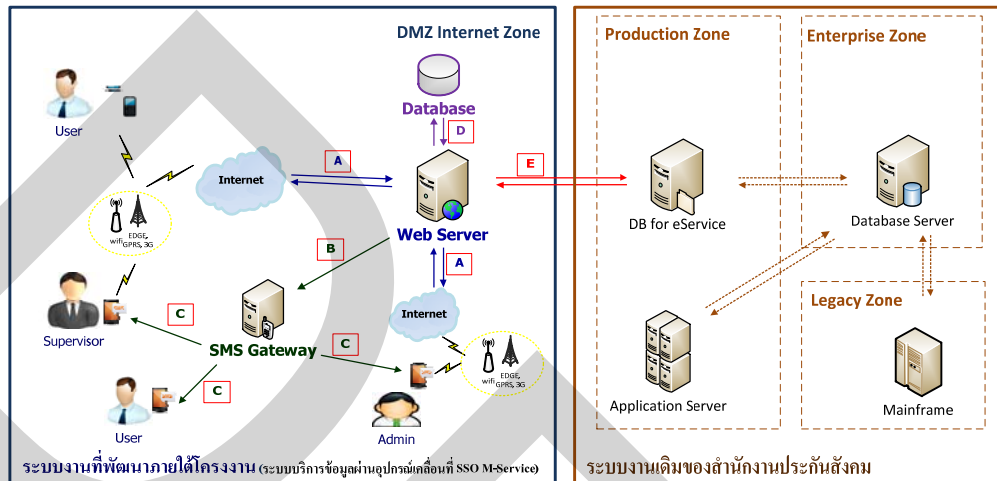 DMZ Internet Zone
Database
D
User
Internet
A
E
Web Server
wifi
EDGE,
GPRS, 3G
B
A
Internet
Supervisor
C
SMS Gateway
C
wifi
EDGE,
GPRS, 3G
C
User
Admin
ระบบงานที่พัฒนาภายใต้โครงงาน (ระบบบริการข้อมูลผ่านอุปกรณ์เคลื่อนที่ SSO M-Service)
Production Zone
Enterprise Zone
DB for eService
Database Server
Legacy Zone
Application Server
Mainframe
ระบบงานเดิมของสำนักงานประกันสังคม